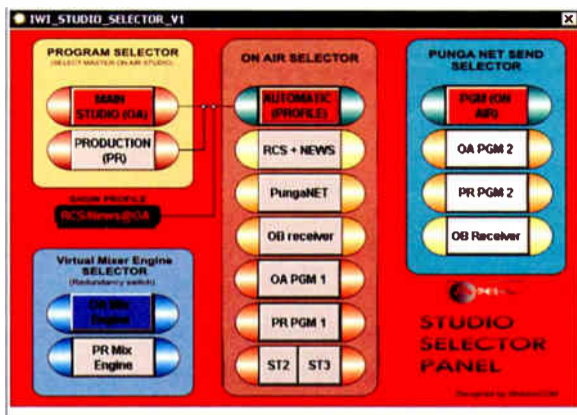 IWI_STUDIO_SELECTOR_V1
PROGRAM SELECTOR
(SELECT MASTER ON AIR STUDIO)
MAIN
STUDIO (OA)
PRODUCTION
(PR)
SHOW PROFILE
RCS/News@OA
Virtual Mixer Engine
SELECTOR
(Redundancy switch)
OA Mix
Engine
PR Mix
Engine
ON AIR SELECTOR
AUTOMATIC
(PROFILE)
RCS + NEWS
PungaNET
OB receiver
OA PGM 1
PR PGM 1
ST2
ST3
PUNGA NET SEND
SELECTOR
PGM (ON
AIR)
OA PGM 2
PR PGM 2
OB Receiver
STUDIO
SELECTOR
PANEL
Designed by